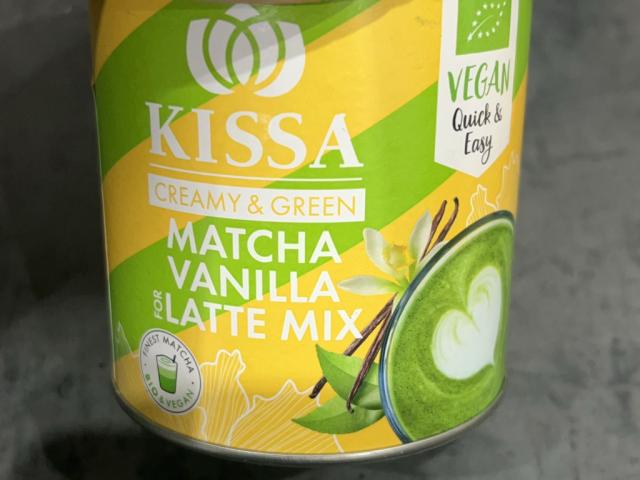 KISSA
CREAMY & GREEN
MATCHA
VANILLA
FOR LATTE MIX
VEGAN
Quick &
Easy
FINEST MATCHA
BIO & VEGAN